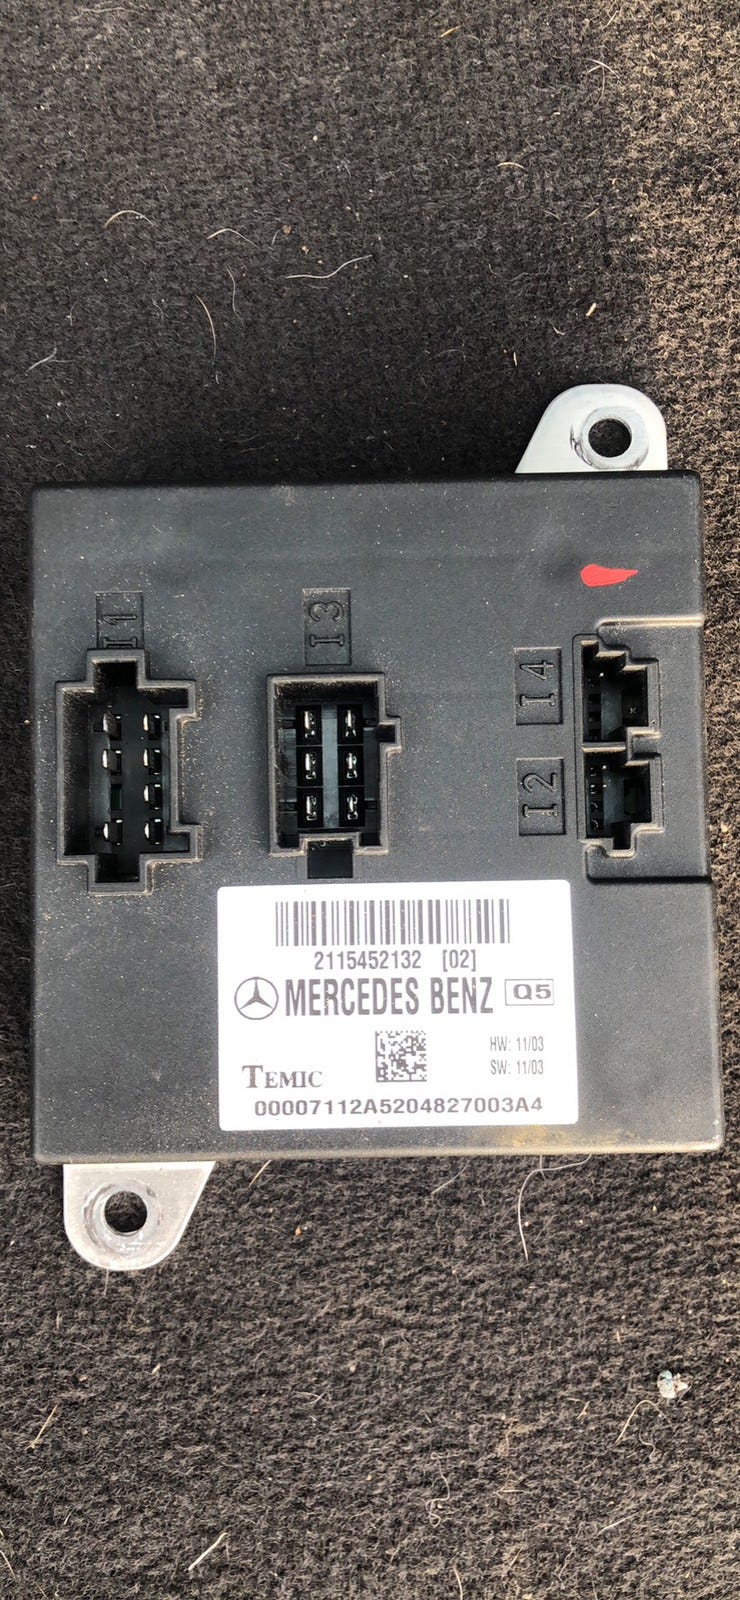 I1
I3
I4
I2
2115452132 [02]
MERCEDES BENZ Q5
HW: 11/03
SW: 11/03
TEMIC
00007112A5204827003A4